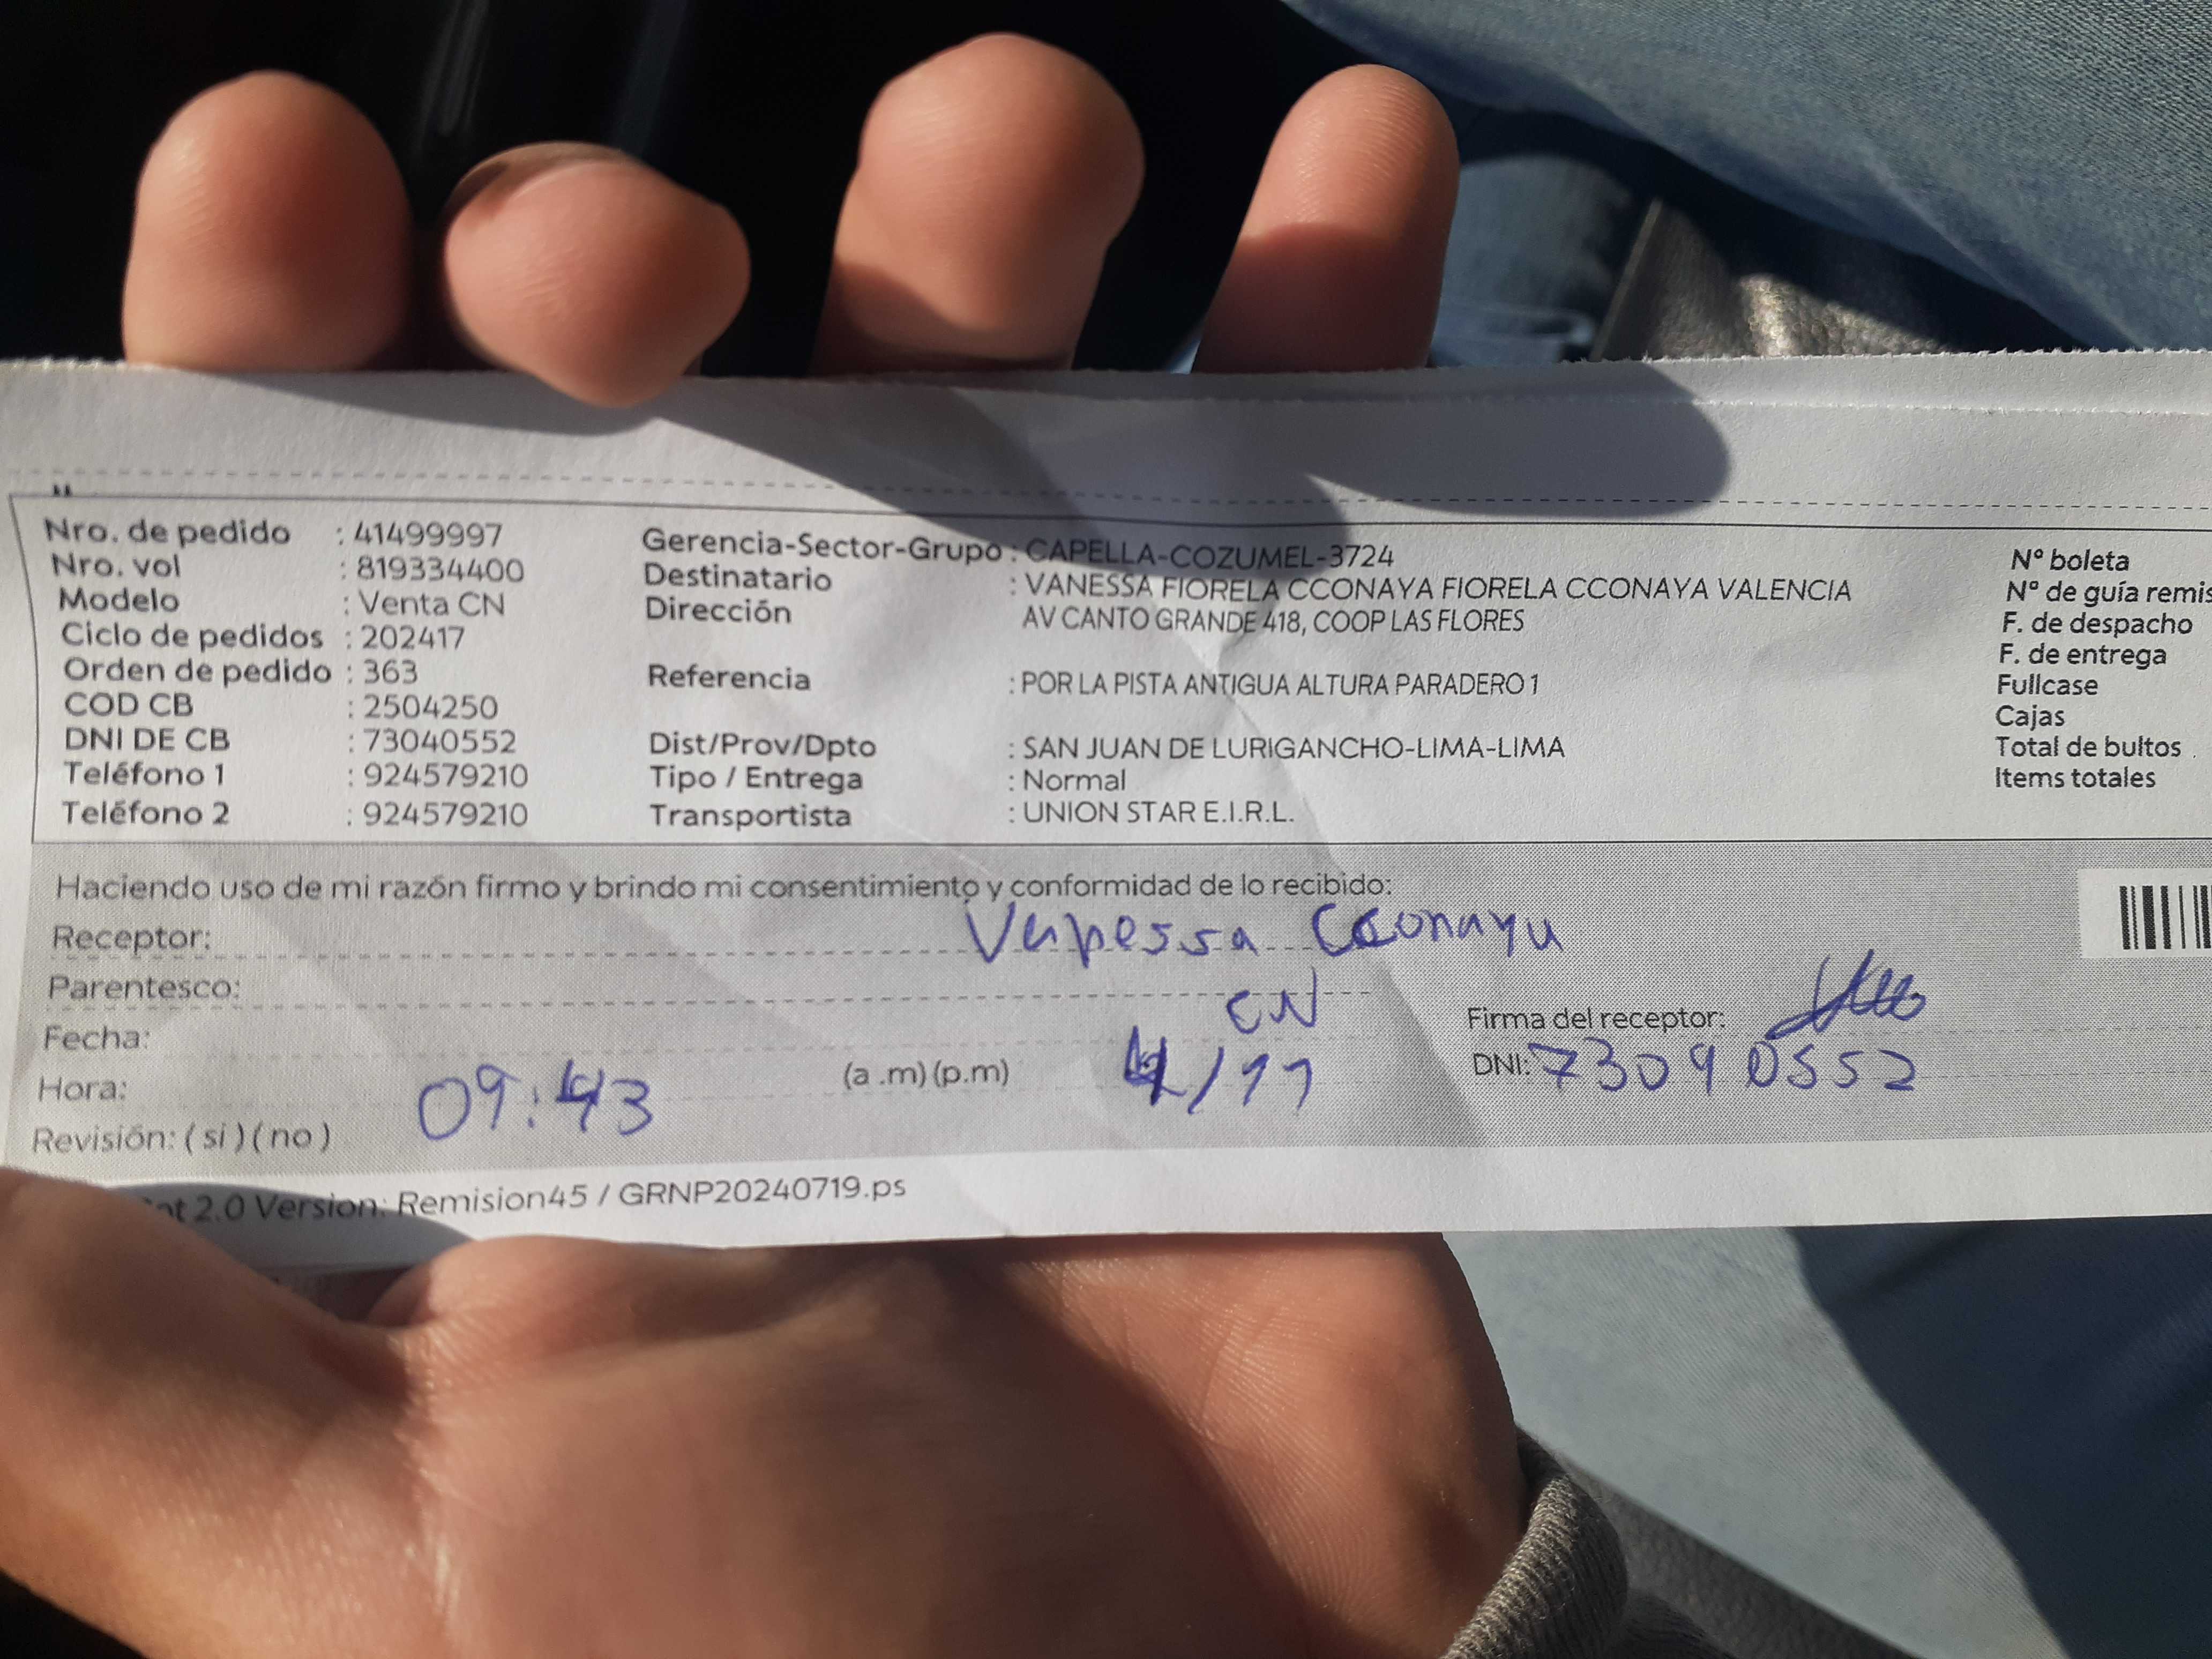 Nro. de pedido : 41499997
Nro. vol : 819334400
Modelo : Venta CN
Ciclo de pedidos : 202417
Orden de pedido : 363
COD CB : 2504250
DNI DE CB : 73040552
Teléfono 1 : 924579210
Teléfono 2 : 924579210
Gerencia-Sector-Grupo : CAPELLA-COZUMEL-3724
Destinatario : VANESSA FIORELA CCONAYA FIORELA CCONAYA VALENCIA
Dirección AV CANTO GRANDE 418, COOP LAS FLORES
Referencia : POR LA PISTA ANTIGUA ALTURA PARADERO 1
Dist/Prov/Dpto : SAN JUAN DE LURIGANCHO-LIMA-LIMA
Tipo / Entrega : Normal
Transportista : UNION STAR E.I.R.L.
Nº boleta
Nº de guía remis
F. de despacho
F. de entrega
Fullcase
Cajas
Total de bultos
Items totales
Haciendo uso de mi razón firmo y brindo mi consentimiento y conformidad de lo recibido:
Receptor: Vanessa Cconaya
Parentesco: CN
Fecha: 4/11
Hora: 09:43 (a .m) (p.m)
Revisión: ( si ) ( no )
Firma del receptor:
DNI: 73040552
2.0 Version: Remision45 / GRNP20240719.ps